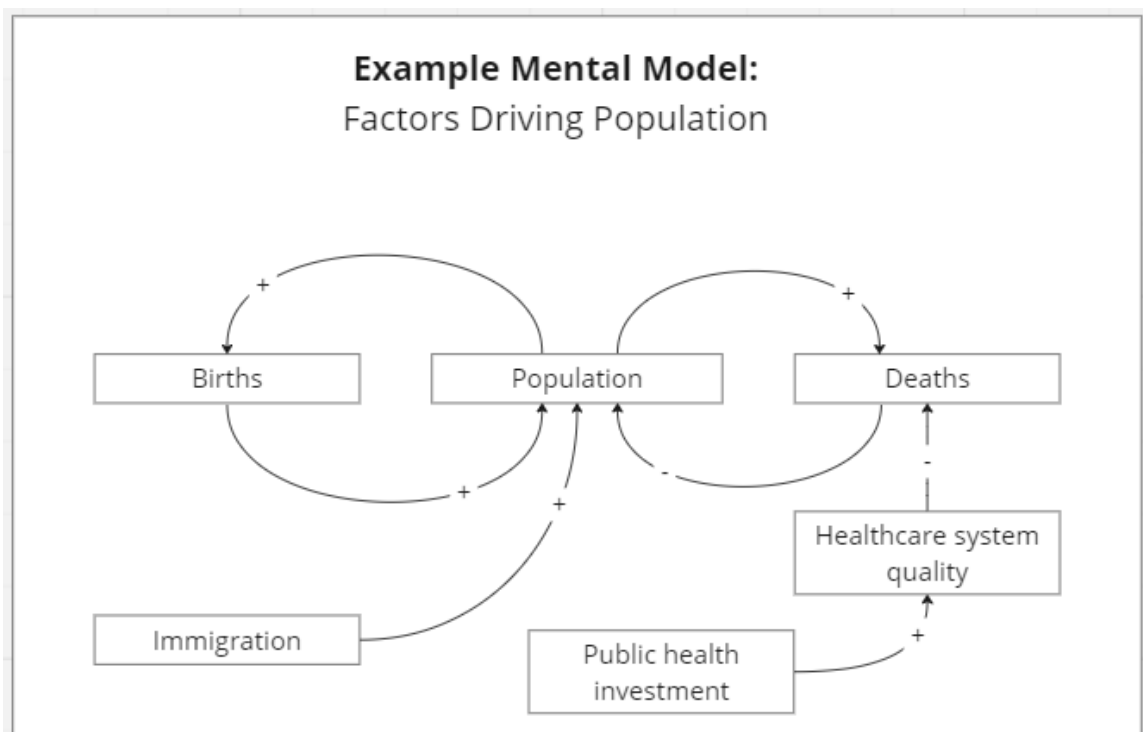 Example Mental Model:
Factors Driving Population
+
+
Births
Population
Deaths
-
-
+
+
Healthcare system
quality
Immigration
+
Public health
investment